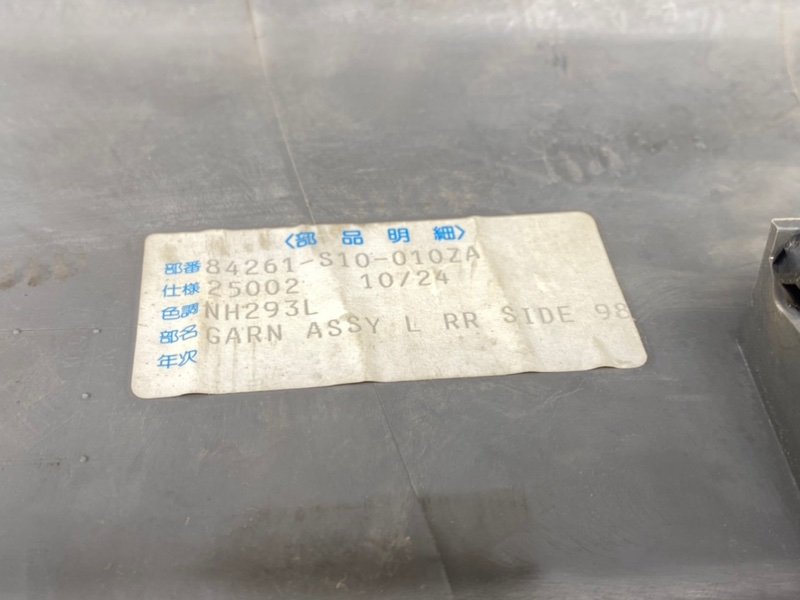 〈部品明細〉
部番 84261-S10-010ZA
仕様 25002 10/24
色調 NH293L
部名 GARN ASSY L RR SIDE 98
年次